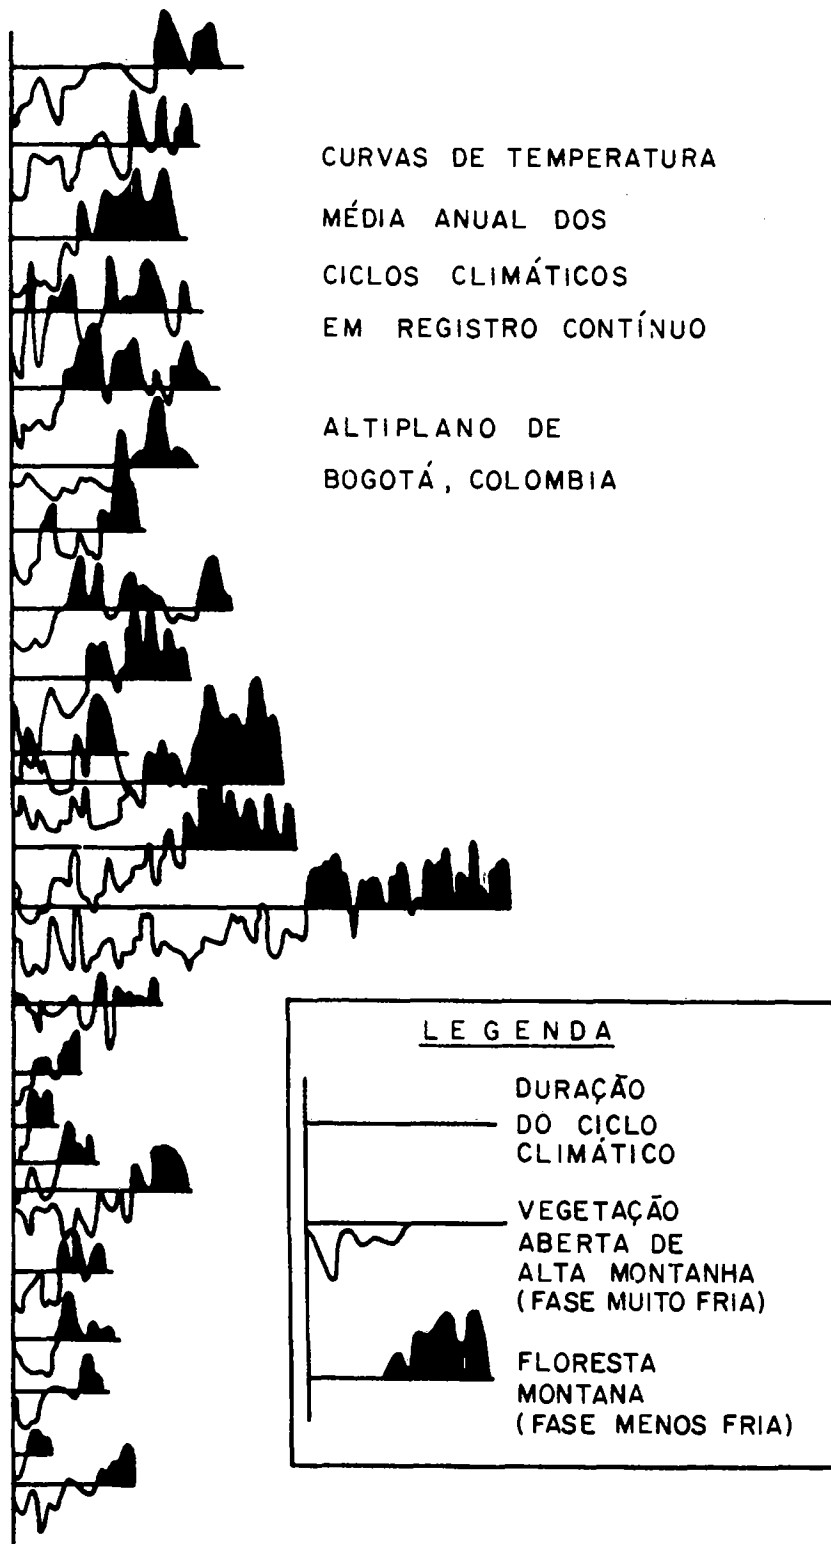 CURVAS DE TEMPERATURA
MÉDIA ANUAL DOS
CICLOS CLIMÁTICOS
EM REGISTRO CONTÍNUO
ALTIPLANO DE
BOGOTÁ, COLOMBIA
LEGENDA
DURAÇÃO
DO CICLO
CLIMÁTICO
VEGETAÇÃO
ABERTA DE
ALTA MONTANHA
(FASE MUITO FRIA)
FLORESTA
MONTANA
(FASE MENOS FRIA)